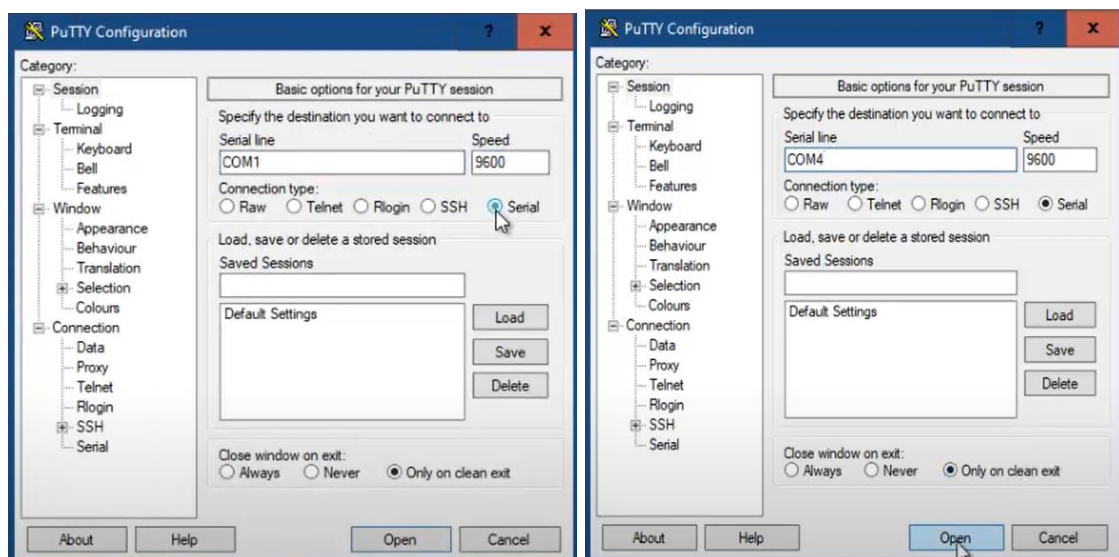 PuTTY Configuration
?
x
Category:
Session
Logging
Terminal
Keyboard
Bell
Features
Window
Appearance
Behaviour
Translation
Selection
Colours
Connection
Data
Proxy
Telnet
Rlogin
SSH
Serial
Basic options for your PuTTY session
Specify the destination you want to connect to
Serial line Speed
COM1 9600
Connection type:
Raw Telnet Rlogin SSH Serial
Load, save or delete a stored session
Saved Sessions
Default Settings
Load
Save
Delete
Close window on exit:
Always Never Only on clean exit
About Help Open Cancel
PuTTY Configuration
?
x
Category:
Session
Logging
Terminal
Keyboard
Bell
Features
Window
Appearance
Behaviour
Translation
Selection
Colours
Connection
Data
Proxy
Telnet
Rlogin
SSH
Serial
Basic options for your PuTTY session
Specify the destination you want to connect to
Serial line Speed
COM4 9600
Connection type:
Raw Telnet Rlogin SSH Serial
Load, save or delete a stored session
Saved Sessions
Default Settings
Load
Save
Delete
Close window on exit:
Always Never Only on clean exit
About Help Open Cancel